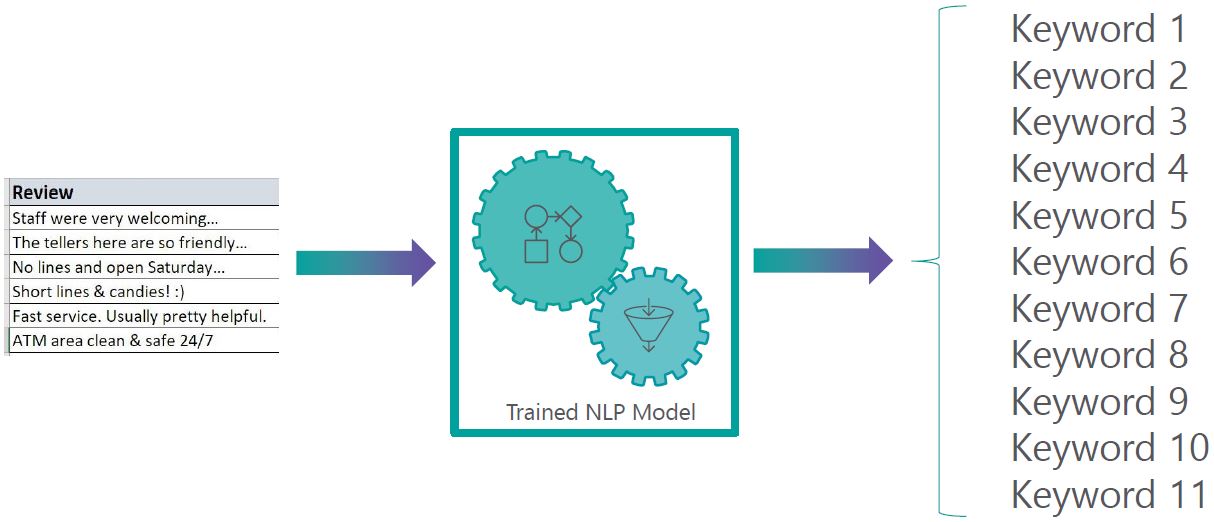 Review
Staff were very welcoming...
The tellers here are so friendly...
No lines and open Saturday...
Short lines & candies! :)
Fast service. Usually pretty helpful.
ATM area clean & safe 24/7
Trained NLP Model
Keyword 1
Keyword 2
Keyword 3
Keyword 4
Keyword 5
Keyword 6
Keyword 7
Keyword 8
Keyword 9
Keyword 10
Keyword 11